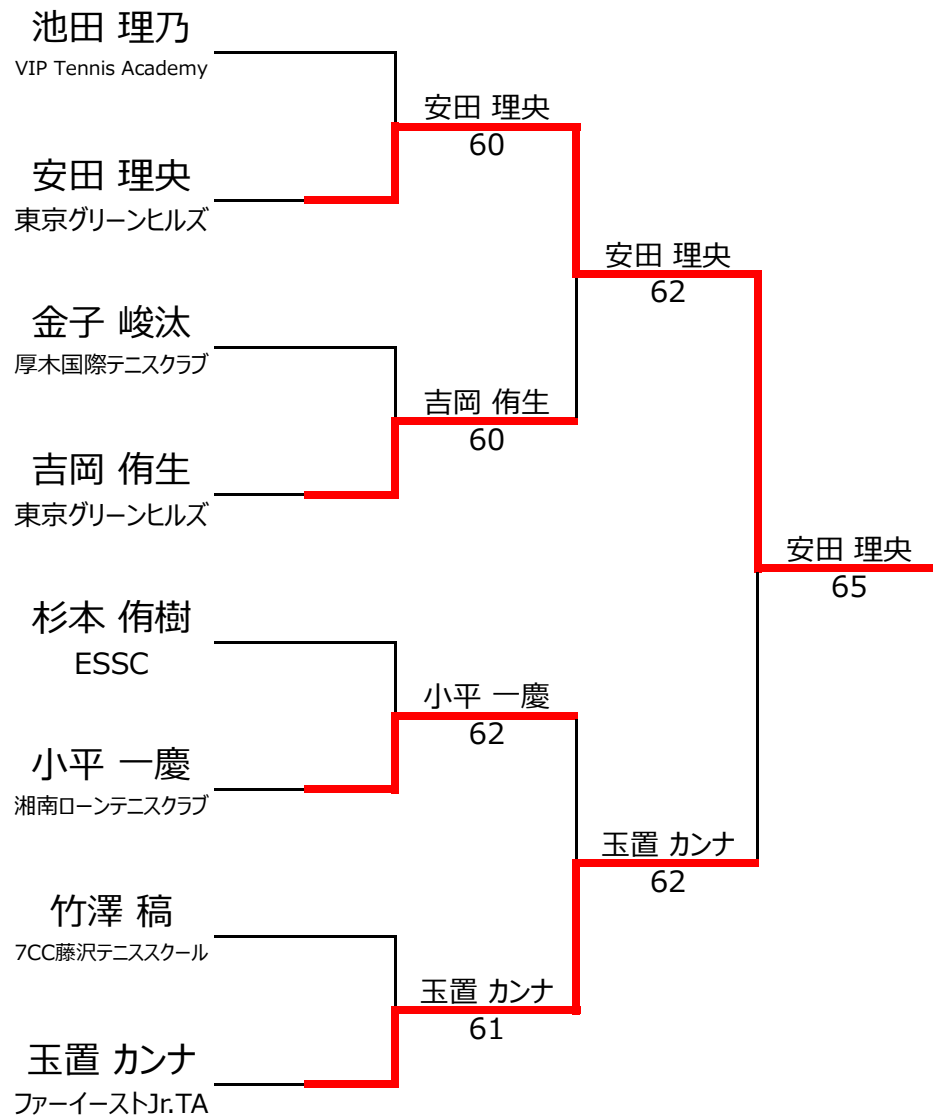 池田 理乃
VIP Tennis Academy
安田 理央
60
安田 理央
東京グリーンヒルズ
安田 理央
62
金子 峻汰
厚木国際テニスクラブ
吉岡 侑生
60
吉岡 侑生
東京グリーンヒルズ
安田 理央
65
杉本 侑樹
ESSC
小平 一慶
62
小平 一慶
湘南ローンテニスクラブ
玉置 カンナ
62
竹澤 稿
7CC藤沢テニススクール
玉置 カンナ
61
玉置 カンナ
ファーイーストJr.TA